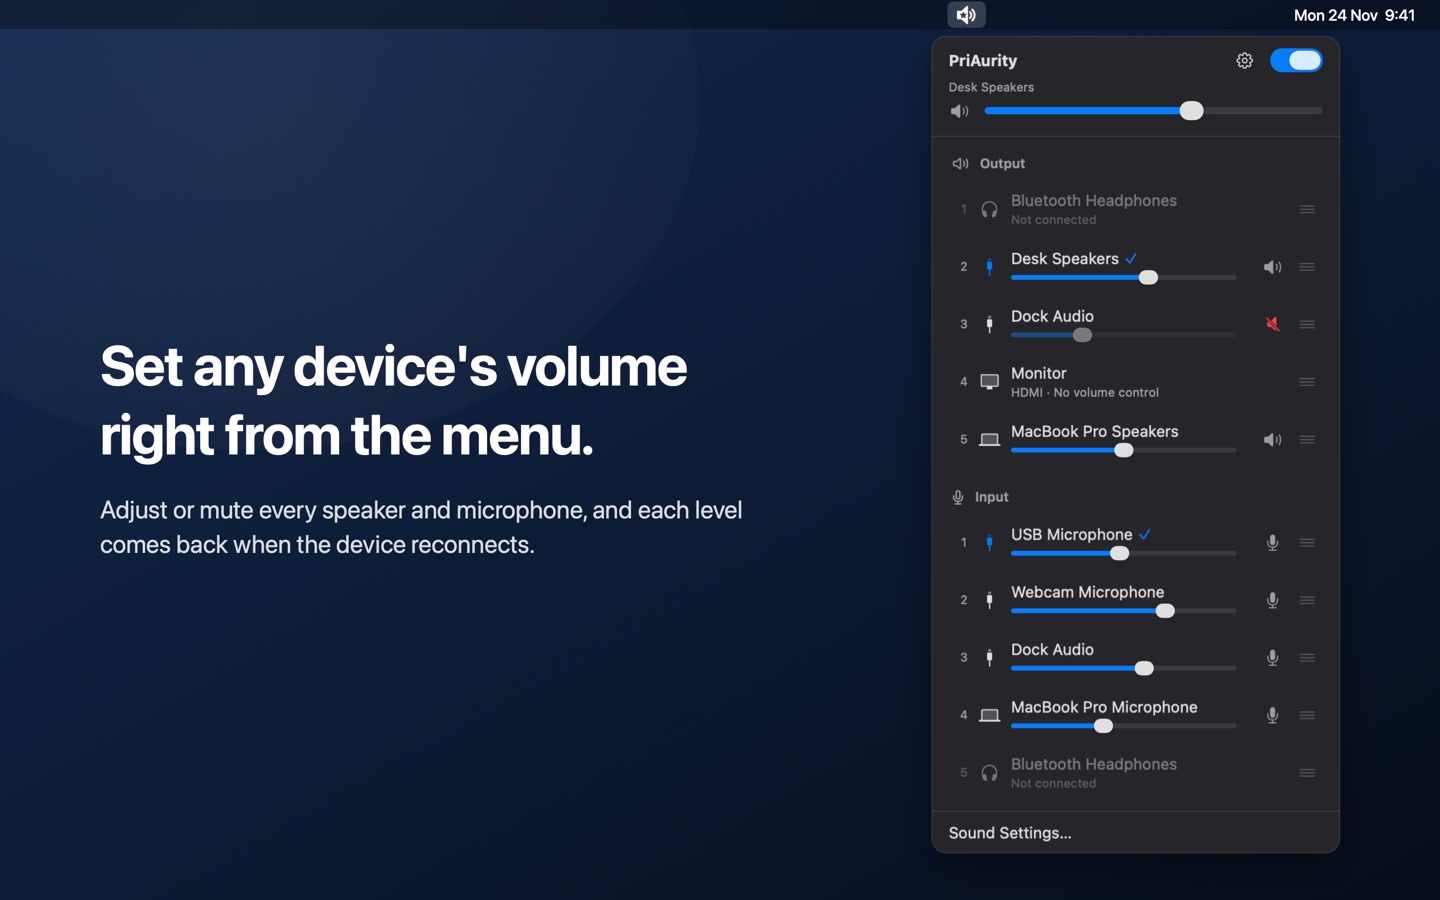 Mon 24 Nov 9:41
PriAurity
Desk Speakers
Output
1 Bluetooth Headphones
Not connected
2 Desk Speakers
3 Dock Audio
4 Monitor
HDMI · No volume control
5 MacBook Pro Speakers
Input
1 USB Microphone
2 Webcam Microphone
3 Dock Audio
4 MacBook Pro Microphone
5 Bluetooth Headphones
Not connected
Sound Settings...
Set any device's volume
right from the menu.
Adjust or mute every speaker and microphone, and each level
comes back when the device reconnects.